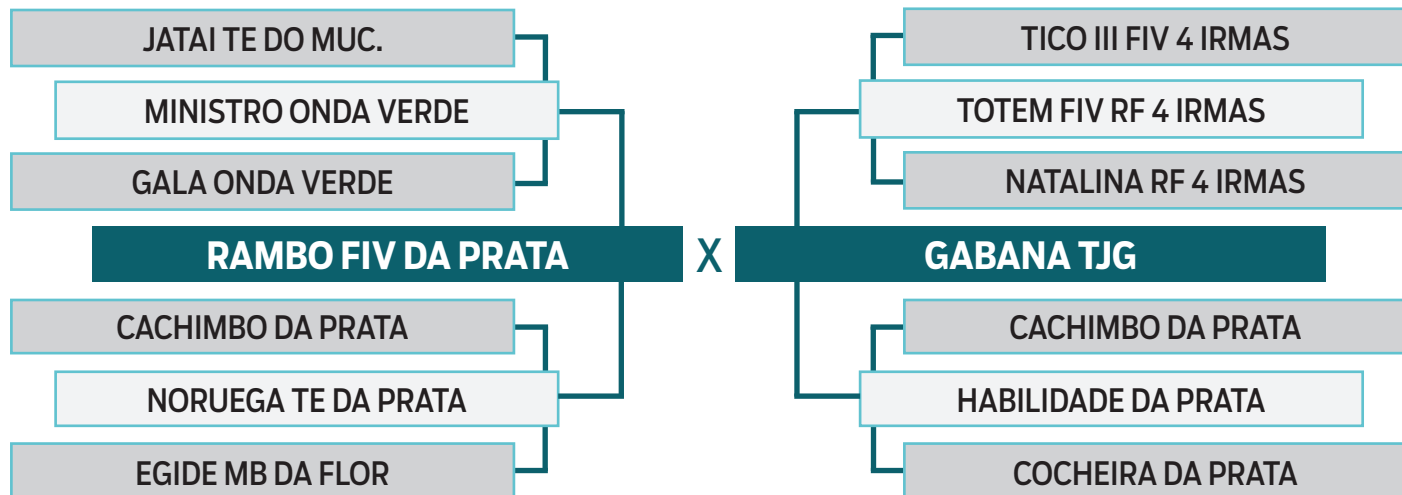 JATAI TE DO MUC.
MINISTRO ONDA VERDE
GALA ONDA VERDE
RAMBO FIV DA PRATA
CACHIMBO DA PRATA
NORUEGA TE DA PRATA
EGIDE MB DA FLOR
X
TICO III FIV 4 IRMAS
TOTEM FIV RF 4 IRMAS
NATALINA RF 4 IRMAS
GABANA TJG
CACHIMBO DA PRATA
HABILIDADE DA PRATA
COCHEIRA DA PRATA